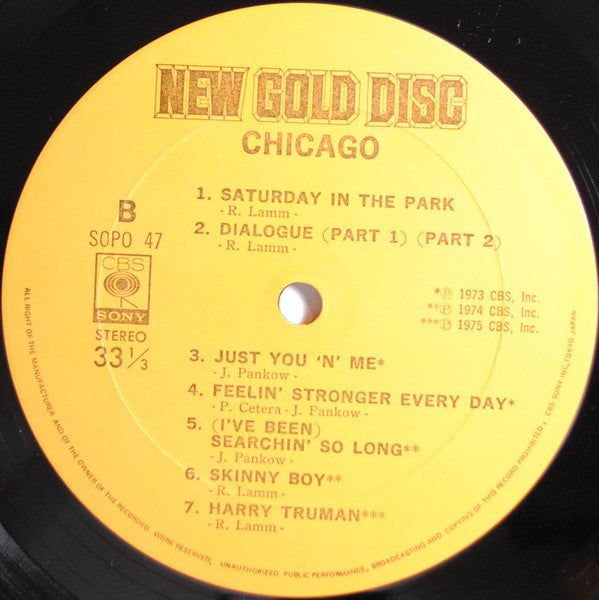 NEW GOLD DISC
CHICAGO
B
SOPO 47
CBS
SONY
STEREO
33 1/3
1. SATURDAY IN THE PARK
- R. Lamm -
2. DIALOGUE (PART 1) (PART 2)
- R. Lamm -
*Ⓟ 1973 CBS, Inc.
**Ⓟ 1974 CBS, Inc.
***Ⓟ 1975 CBS, Inc.
3. JUST YOU 'N' ME*
- J. Pankow -
4. FEELIN' STRONGER EVERY DAY*
- P. Cetera - J. Pankow -
5. (I'VE BEEN)
SEARCHIN' SO LONG**
- J. Pankow -
6. SKINNY BOY**
- R. Lamm -
7. HARRY TRUMAN***
- R. Lamm -
ALL RIGHT OF THE MANUFACTURER AND OF THE OWNER OF THE RECORDED WORK RESERVED. UNAUTHORIZED PUBLIC PERFORMANCE, BROADCASTING AND COPYING OF THIS RECORD PROHIBITED. CBS SONY INC, TOKYO JAPAN